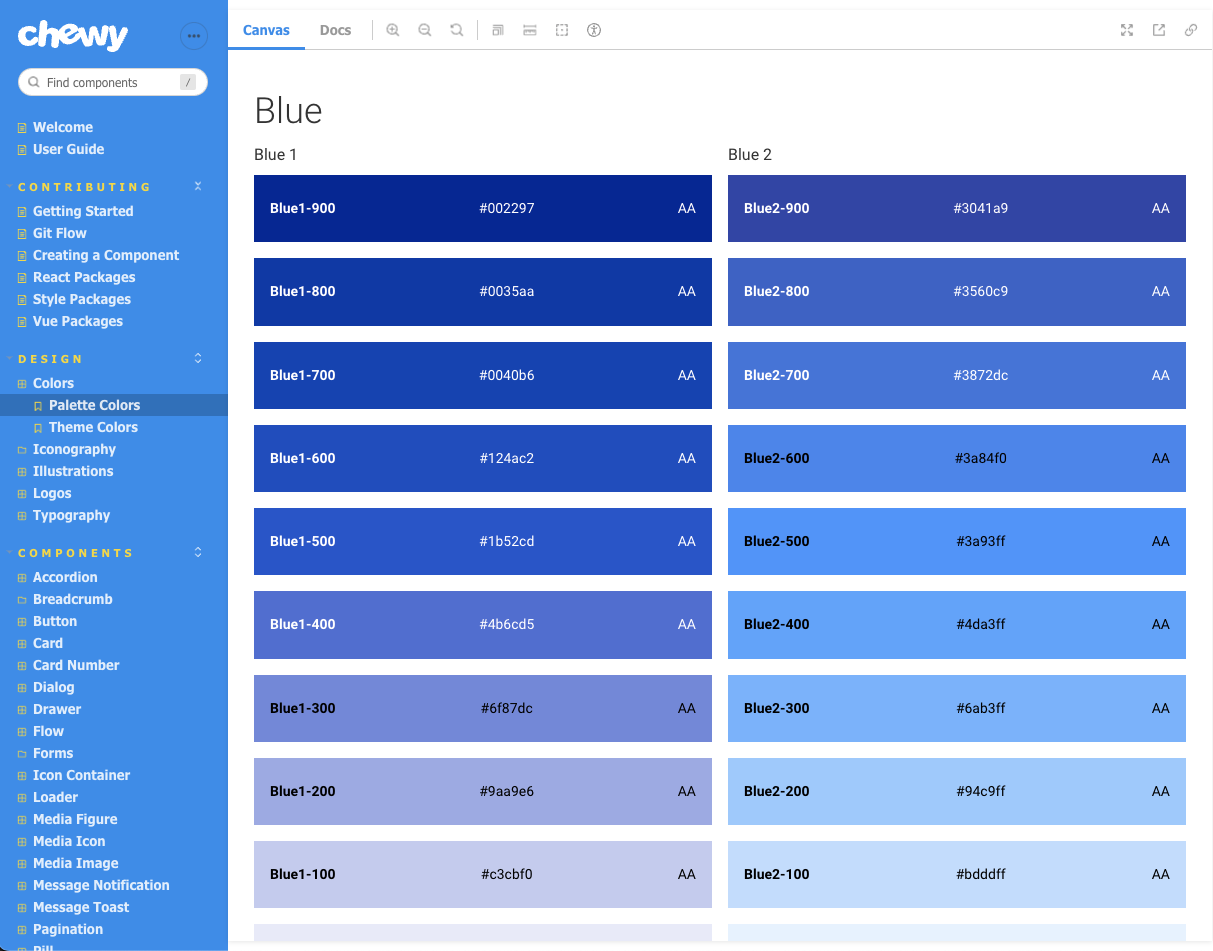 chewy
Find components /
Welcome
User Guide
CONTRIBUTING
Getting Started
Git Flow
Creating a Component
React Packages
Style Packages
Vue Packages
DESIGN
Colors
Palette Colors
Theme Colors
Iconography
Illustrations
Logos
Typography
COMPONENTS
Accordion
Breadcrumb
Button
Card
Card Number
Dialog
Drawer
Flow
Forms
Icon Container
Loader
Media Figure
Media Icon
Media Image
Message Notification
Message Toast
Pagination
Pill
Canvas Docs
Blue
Blue 1
Blue1-900 #002297 AA
Blue1-800 #0035aa AA
Blue1-700 #0040b6 AA
Blue1-600 #124ac2 AA
Blue1-500 #1b52cd AA
Blue1-400 #4b6cd5 AA
Blue1-300 #6f87dc AA
Blue1-200 #9aa9e6 AA
Blue1-100 #c3cbf0 AA
Blue 2
Blue2-900 #3041a9 AA
Blue2-800 #3560c9 AA
Blue2-700 #3872dc AA
Blue2-600 #3a84f0 AA
Blue2-500 #3a93ff AA
Blue2-400 #4da3ff AA
Blue2-300 #6ab3ff AA
Blue2-200 #94c9ff AA
Blue2-100 #bdddff AA